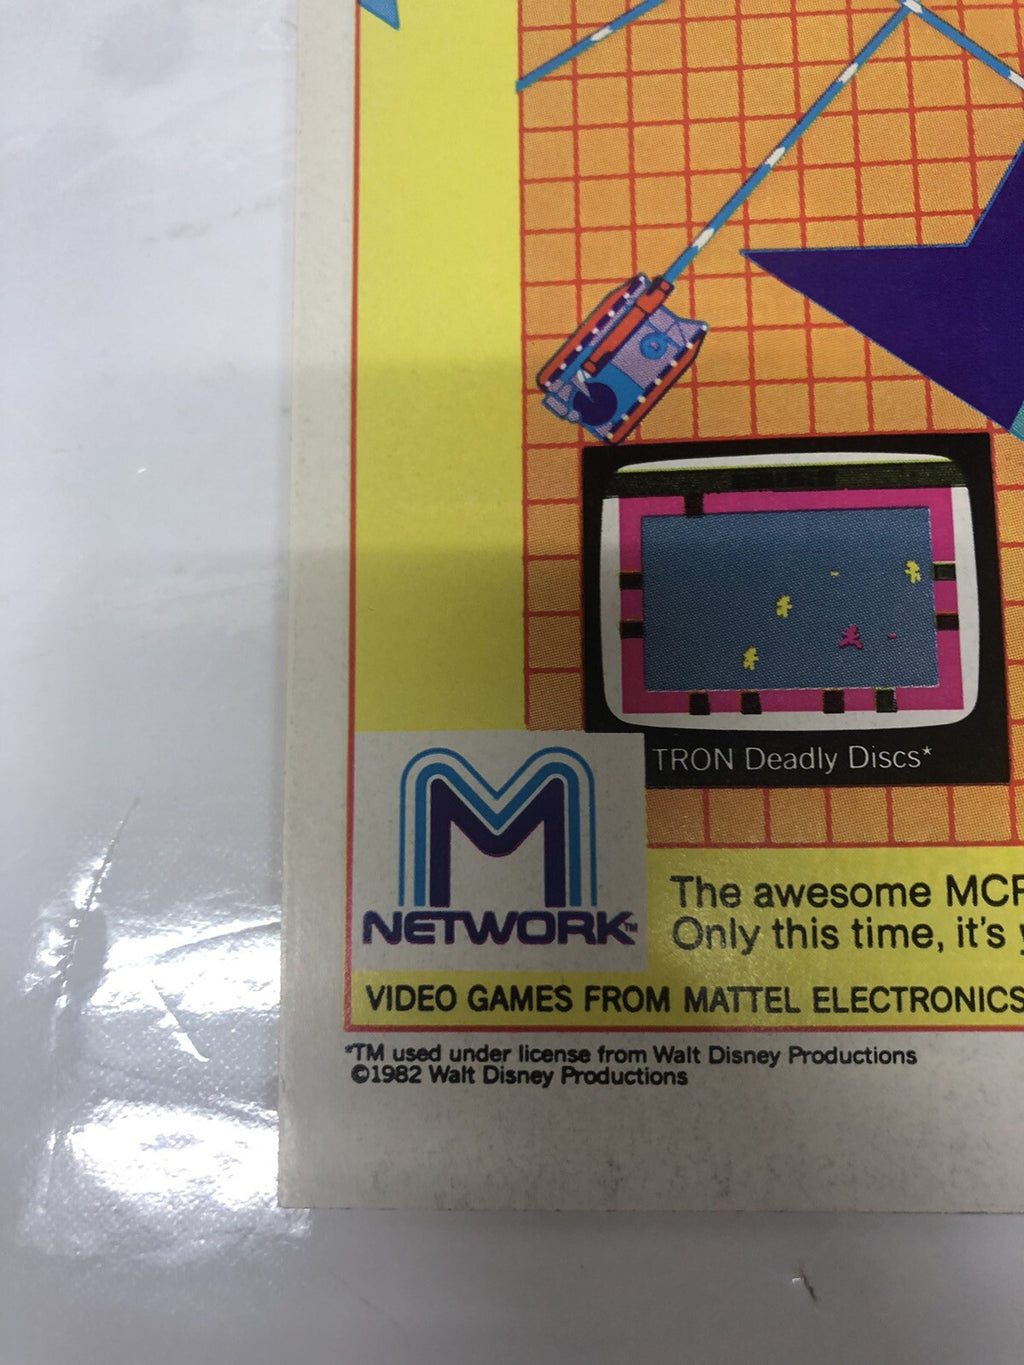 TRON Deadly Discs*
M
NETWORK™
The awesome MCP
Only this time, it's
VIDEO GAMES FROM MATTEL ELECTRONICS
*TM used under license from Walt Disney Productions
©1982 Walt Disney Productions